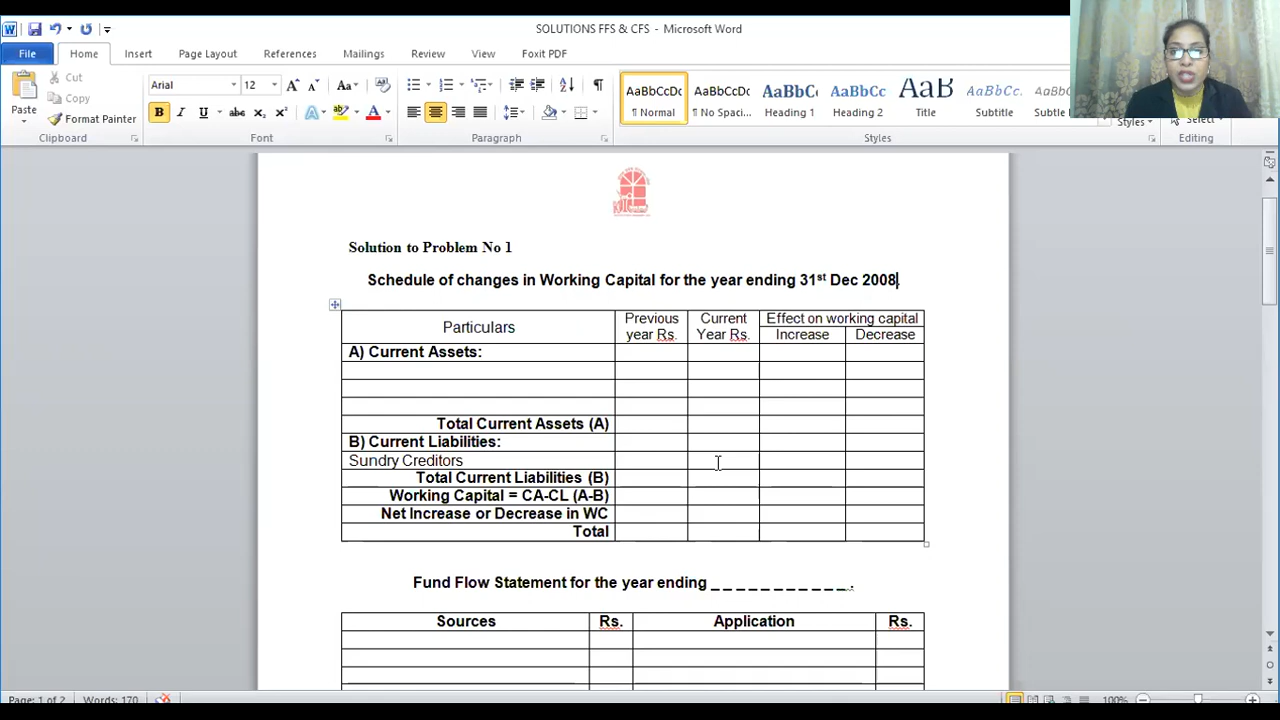 SOLUTIONS FFS & CFS - Microsoft Word
File Home Insert Page Layout References Mailings Review View Foxit PDF
Paste
Cut
Copy
Format Painter
Clipboard
Arial 12
Font
Paragraph
AaBbCcDc AaBbCcDc AaBbC AaBbCc AaB AaBbCc. AaBbCc.
¶ Normal ¶ No Spaci... Heading 1 Heading 2 Title Subtitle Subtle
Styles
Styles
Select
Editing
Solution to Problem No 1
Schedule of changes in Working Capital for the year ending 31st Dec 2008.
Particulars Previous year Rs. Current Year Rs. Effect on working capital
Increase Decrease
A) Current Assets:
Total Current Assets (A)
B) Current Liabilities:
Sundry Creditors
Total Current Liabilities (B)
Working Capital = CA-CL (A-B)
Net Increase or Decrease in WC
Total
Fund Flow Statement for the year ending _ _ _ _ _ _ _ _ _ _ _ .
Sources Rs. Application Rs.
Page: 1 of 2 Words: 170 100%